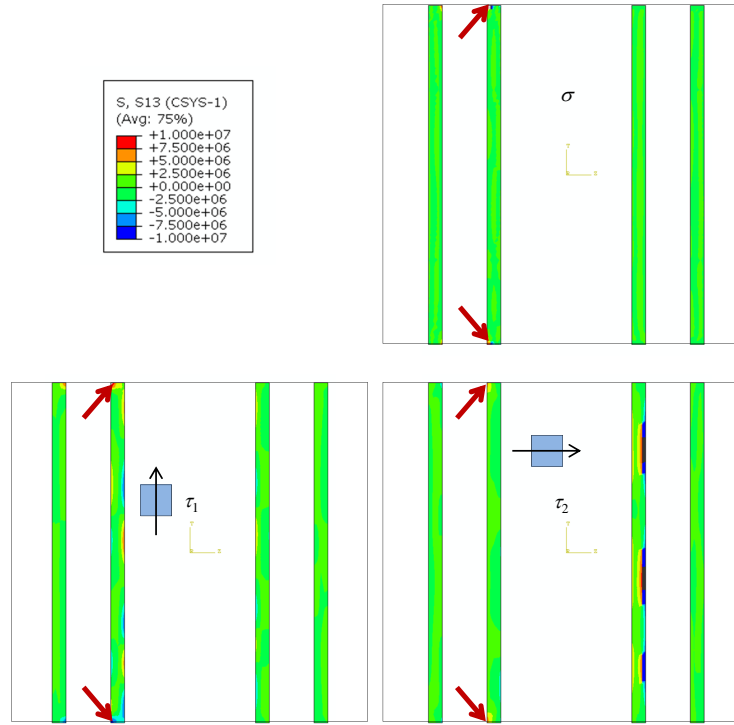 S, S13 (CSYS-1)
(Avg: 75%)
+1.000e+07
+7.500e+06
+5.000e+06
+2.500e+06
+0.000e+00
-2.500e+06
-5.000e+06
-7.500e+06
-1.000e+07
σ
τ1
τ2